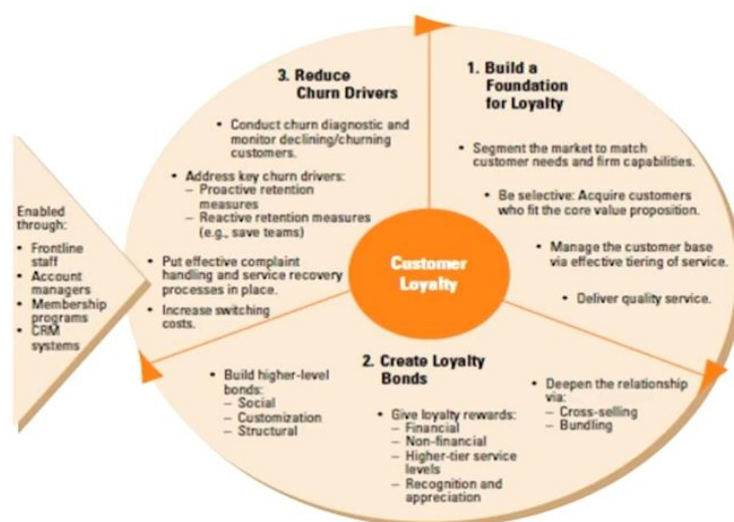 3. Reduce
Churn Drivers
• Conduct churn diagnostic and
monitor declining/churning
customers.
• Address key churn drivers:
– Proactive retention
measures
– Reactive retention measures
(e.g., save teams)
• Put effective complaint
handling and service recovery
processes in place.
• Increase switching
costs.
1. Build a
Foundation
for Loyalty
• Segment the market to match
customer needs and firm capabilities.
• Be selective: Acquire customers
who fit the core value proposition.
• Manage the customer base
via effective tiering of service.
• Deliver quality service.
Enabled
through:
• Frontline
staff
• Account
managers
• Membership
programs
• CRM
systems
Customer
Loyalty
• Build higher-level
bonds:
– Social
– Customization
– Structural
2. Create Loyalty
Bonds
• Give loyalty rewards:
– Financial
– Non-financial
– Higher-tier service
levels
– Recognition and
appreciation
• Deepen the relationship
via:
– Cross-selling
– Bundling